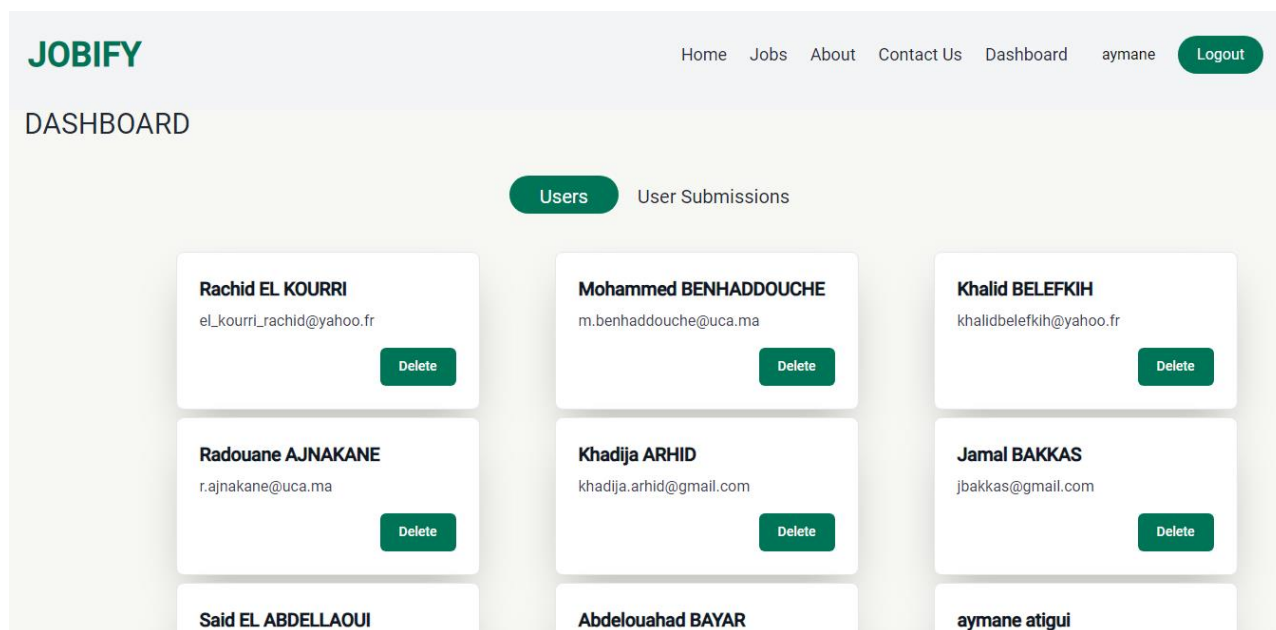 JOBIFY
Home Jobs About Contact Us Dashboard aymane Logout
DASHBOARD
Users User Submissions
Rachid EL KOURRI
el_kourri_rachid@yahoo.fr
Delete
Mohammed BENHADDOUCHE
m.benhaddouche@uca.ma
Delete
Khalid BELEFKIH
khalidbelefkih@yahoo.fr
Delete
Radouane AJNAKANE
r.ajnakane@uca.ma
Delete
Khadija ARHID
khadija.arhid@gmail.com
Delete
Jamal BAKKAS
jbakkas@gmail.com
Delete
Said EL ABDELLAOUI
Abdelouahad BAYAR
aymane atigui